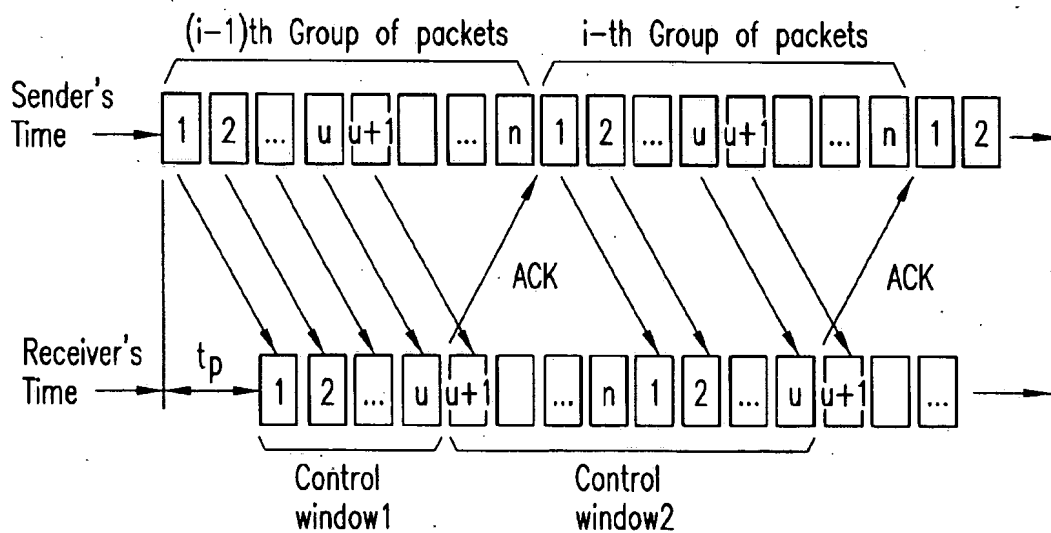 (i-1)th Group of packets i-th Group of packets
Sender's
Time
1 2 ... u u+1 ... n 1 2 ... u u+1 ... n 1 2
ACK ACK
Receiver's
Time
tp
1 2 ... u u+1 ... n 1 2 ... u u+1 ...
Control
window1
Control
window2